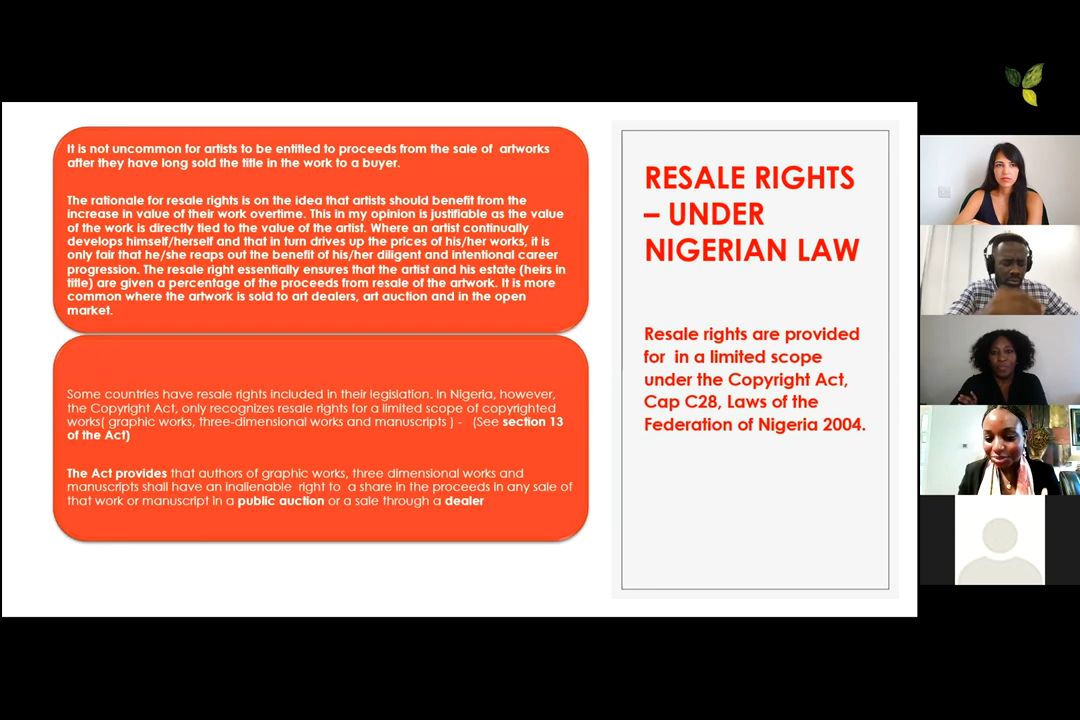 It is not uncommon for artists to be entitled to proceeds from the sale of artworks
after they have long sold the title in the work to a buyer.
The rationale for resale rights is on the idea that artists should benefit from the
increase in value of their work overtime. This in my opinion is justifiable as the value
of the work is directly tied to the value of the artist. Where an artist continually
develops himself/herself and that in turn drives up the prices of his/her works, it is
only fair that he/she reaps out the benefit of his/her diligent and intentional career
progression. The resale right essentially ensures that the artist and his estate (heirs in
title) are given a percentage of the proceeds from resale of the artwork. It is more
common where the artwork is sold to art dealers, art auction and in the open
market.
Some countries have resale rights included in their legislation. In Nigeria, however,
the Copyright Act, only recognizes resale rights for a limited scope of copyrighted
works( graphic works, three-dimensional works and manuscripts ) - (See section 13
of the Act)
The Act provides that authors of graphic works, three dimensional works and
manuscripts shall have an inalienable right to a share in the proceeds in any sale of
that work or manuscript in a public auction or a sale through a dealer
RESALE RIGHTS
– UNDER
NIGERIAN LAW
Resale rights are provided
for in a limited scope
under the Copyright Act,
Cap C28, Laws of the
Federation of Nigeria 2004.